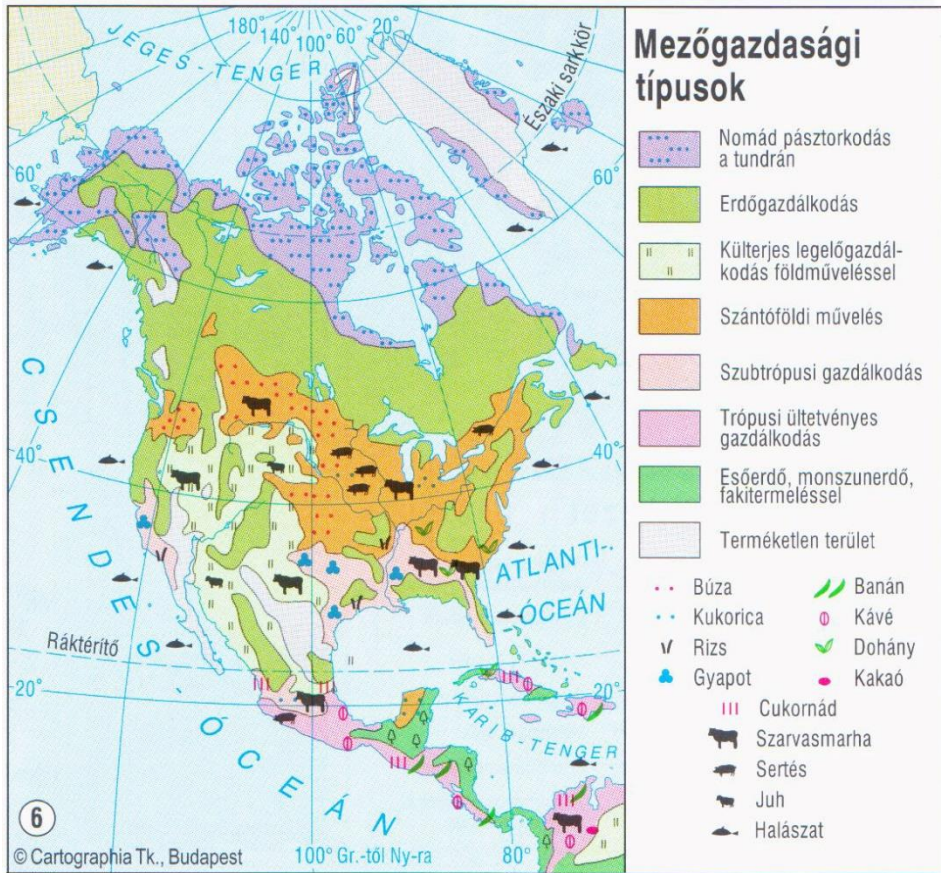 180° 140° 100° 60° 20°
JEGES-TENGER
Északi sarkkör
60°
60°
40°
40°
CSENDES-ÓCEÁN
ATLANTI-
ÓCEÁN
Ráktérítő
20°
20°
KARIB-TENGER
6
© Cartographia Tk., Budapest
100° Gr.-től Ny-ra
80°
Mezőgazdasági
típusok
Nomád pásztorkodás
a tundrán
Erdőgazdálkodás
Külterjes legelőgazdál-
kodás földműveléssel
Szántóföldi művelés
Szubtrópusi gazdálkodás
Trópusi ültetvényes
gazdálkodás
Esőerdő, monszunerdő,
fakitermeléssel
Terméketlen terület
Búza
Banán
Kukorica
Kávé
Rizs
Dohány
Gyapot
Kakaó
Cukornád
Szarvasmarha
Sertés
Juh
Halászat